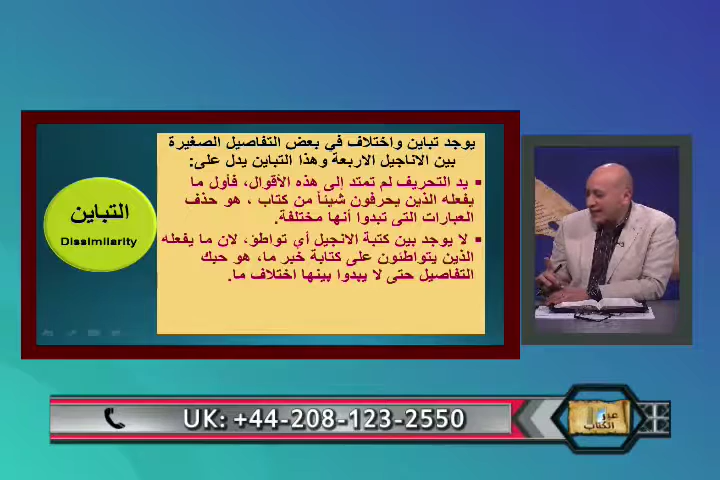 يوجد تباين واختلاف فى بعض التفاصيل الصغيرة
بين الاناجيل الاربعة وهذا التباين يدل على:
▪ يد التحريف لم تمتد إلى هذه الأقوال، فأول ما
يفعله الذين يحرفون شيئاً من كتاب ، هو حذف
العبارات التى تبدوا أنها مختلفة.
▪ لا يوجد بين كتبة الانجيل أي تواطؤ، لان ما يفعله
الذين يتواطئون على كتابة خبر ما، هو حبك
التفاصيل حتى لا يبدوا بينها اختلاف ما.
التباين
Dissimilarity
UK: +44-208-123-2550
الكتاب